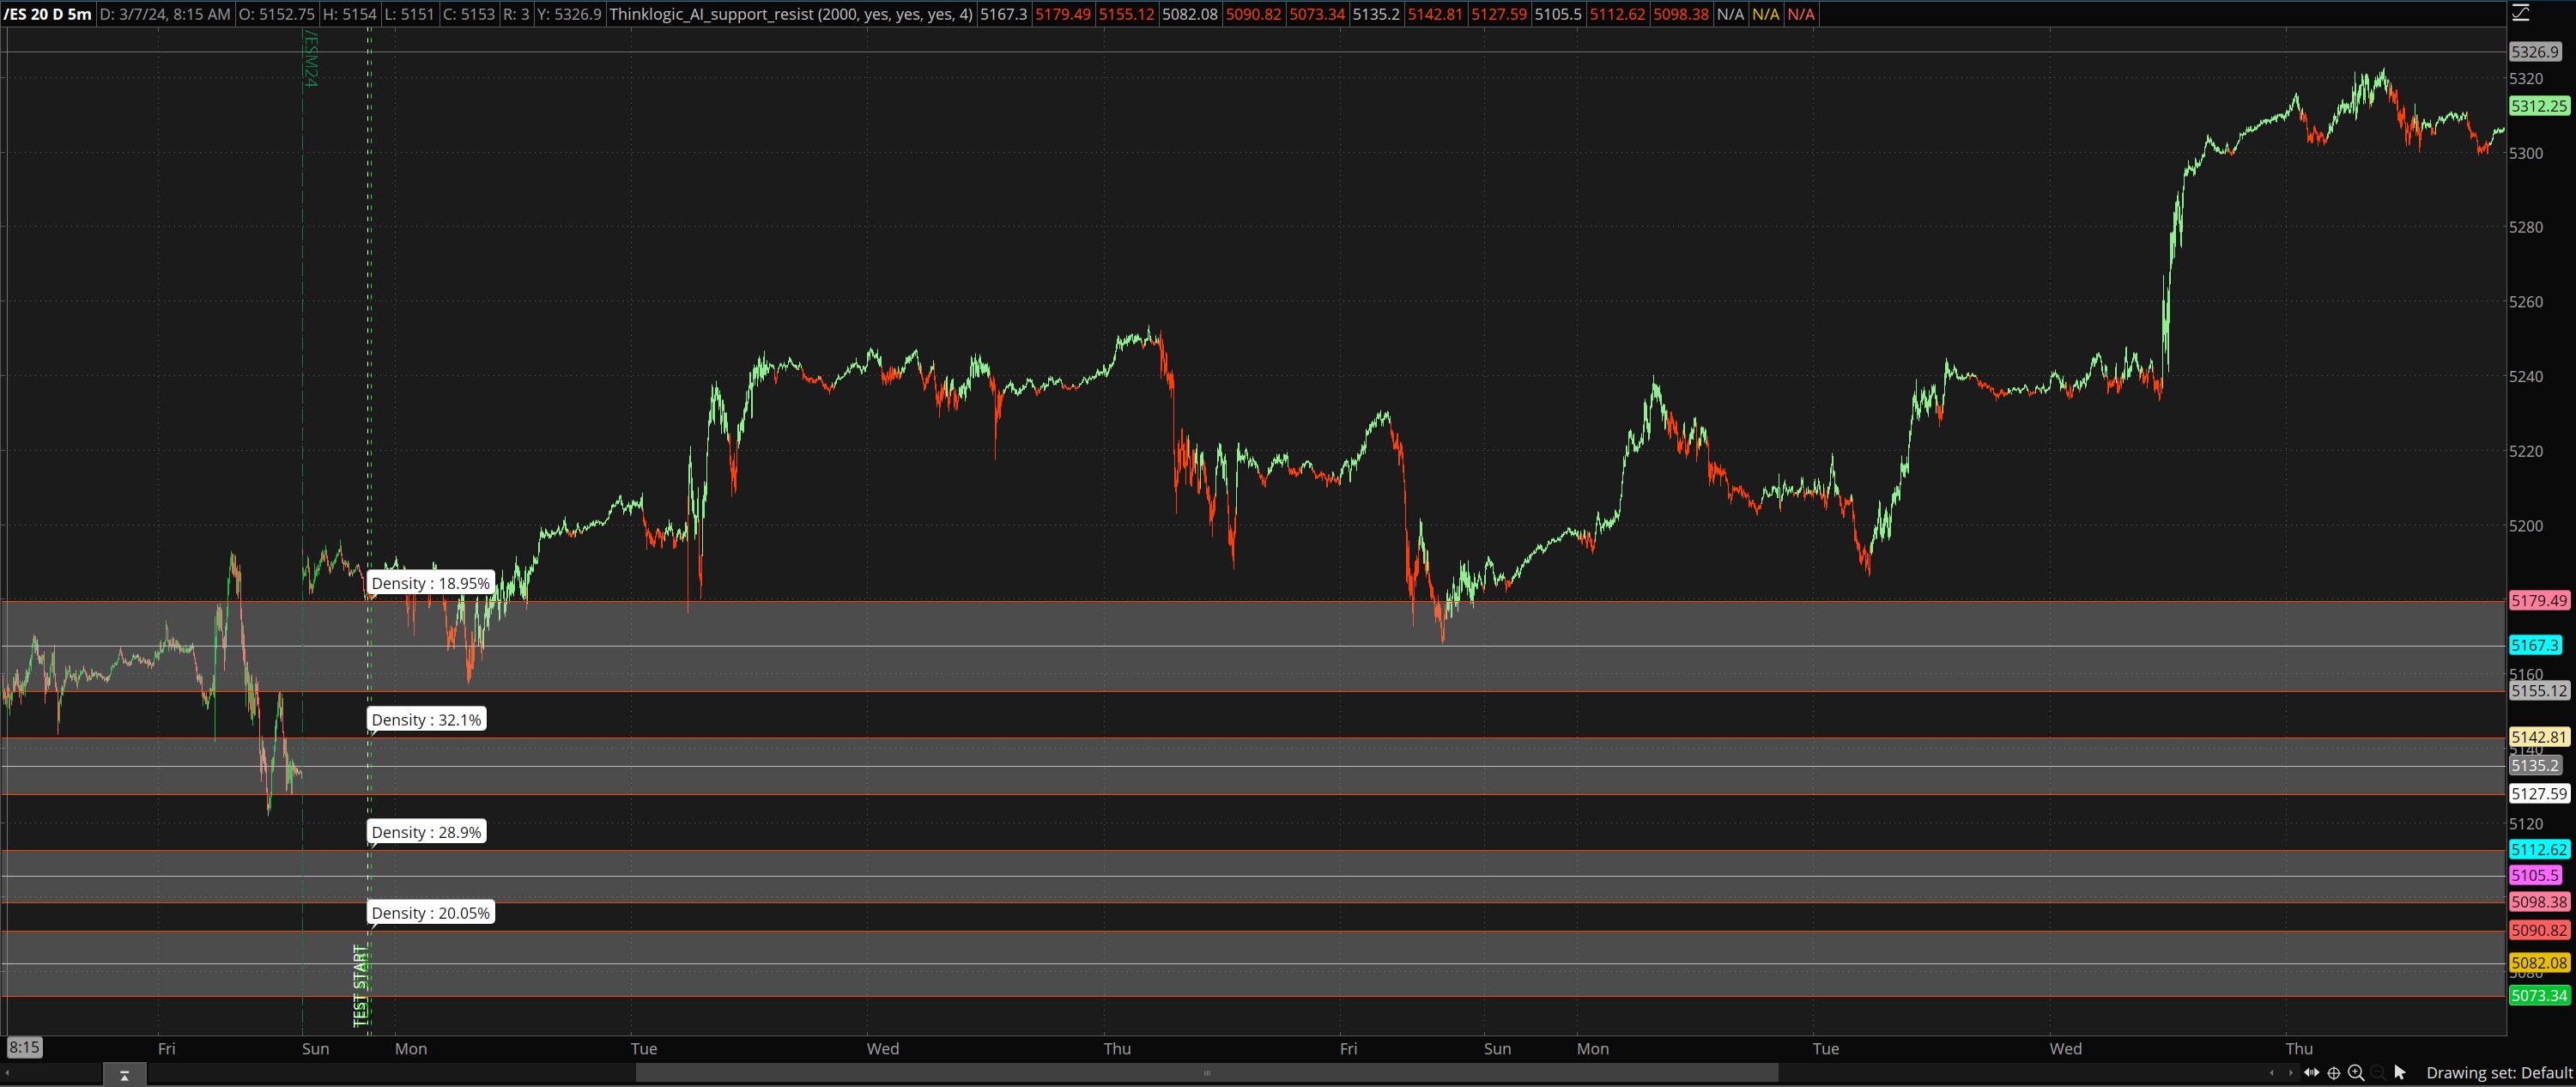 /ES 20 D 5m D: 3/7/24, 8:15 AM O: 5152.75 H: 5154 L: 5151 C: 5153 R: 3 Y: 5326.9 Thinklogic_AI_support_resist (2000, yes, yes, yes, 4) 5167.3 5179.49 5155.12 5082.08 5090.82 5073.34 5135.2 5142.81 5127.59 5105.5 5112.62 5098.38 N/A N/A N/A
/ESM24
5326.9
5320
5312.25
5300
5280
5260
5240
5220
5200
Density : 18.95%
5179.49
5167.3
5160
5155.12
Density : 32.1%
5142.81
5140
5135.2
5127.59
5120
Density : 28.9%
5112.62
5105.5
5098.38
Density : 20.05%
5090.82
5082.08
5080
5073.34
TEST START
8:15 Fri Sun Mon Tue Wed Thu Fri Sun Mon Tue Wed Thu
Drawing set: Default